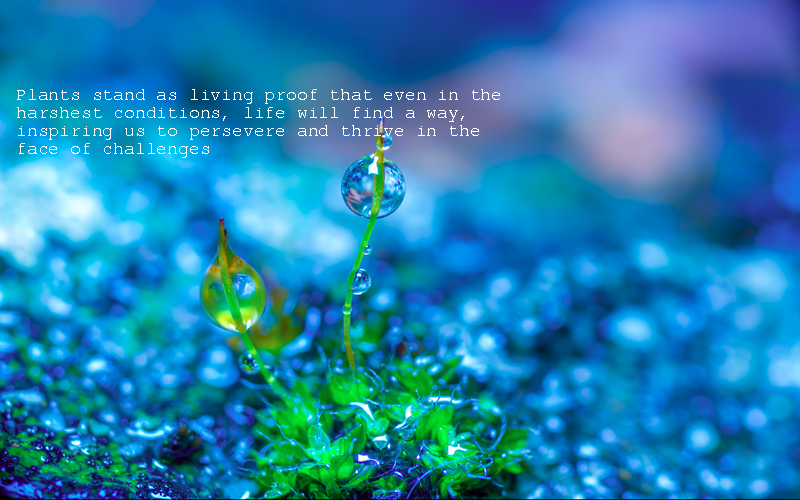 Plants stand as living proof that even in the
harshest conditions, life will find a way,
inspiring us to persevere and thrive in the
face of challenges